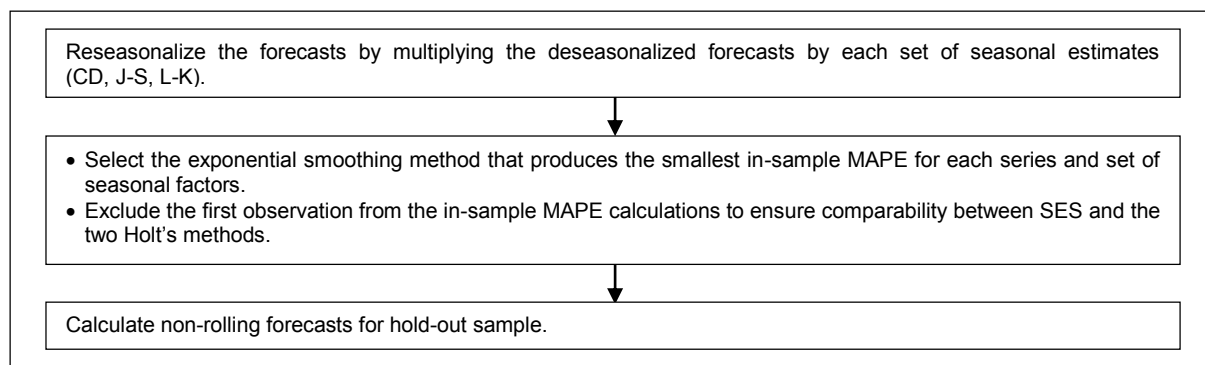 Reseasonalize the forecasts by multiplying the deseasonalized forecasts by each set of seasonal estimates
(CD, J-S, L-K).
• Select the exponential smoothing method that produces the smallest in-sample MAPE for each series and set of
seasonal factors.
• Exclude the first observation from the in-sample MAPE calculations to ensure comparability between SES and the
two Holt’s methods.
Calculate non-rolling forecasts for hold-out sample.